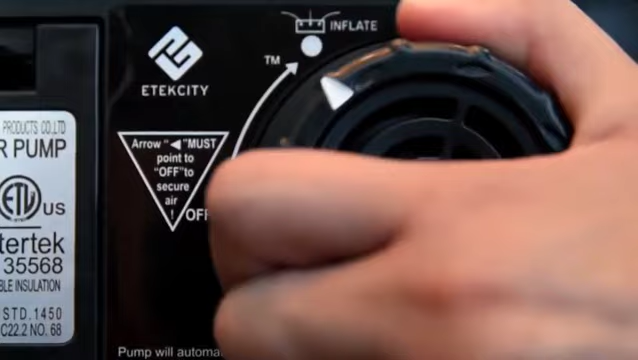 INFLATE
TM
ETEKCITY
Arrow "◀"MUST
point to
"OFF"to
secure
air
!
OFF
PRODUCTS CO.,LTD
R PUMP
ETL US
tertek
35568
BLE INSULATION
STD.1450
C22.2 NO. 68
Pump will automa